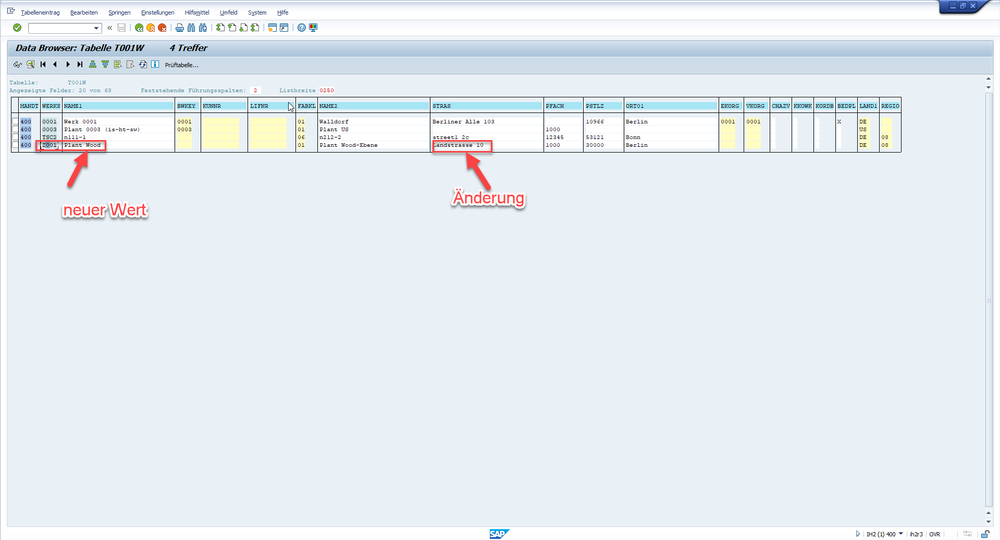 Tabelleneintrag Bearbeiten Springen Einstellungen Hilfsmittel Umfeld System Hilfe
Data Browser: Tabelle T001W 4 Treffer
Prüftabelle...
Tabelle: T001W
Angezeigte Felder: 20 von 68 Feststehende Führungsspalten: 2 Listbreite 0250
MANDT WERKS NAME1 BWKEY KUNNR LIFNR FABKL NAME2 STRAS PFACH PSTLZ ORT01 EKORG VKORG CHAZV KKOWK KORDB BEDPL LAND1 REGIO
400 0001 Werk 0001 0001 01 Walldorf Berliner Alle 103 10966 Berlin 0001 0001 X DE
400 0003 Plant 0003 (is-ht-sw) 0003 01 Plant US 1000 US
400 TSC2 n111-1 06 n212-2 street1 2c 12345 53121 Bonn DE 08
400 Z001 Plant Wood 01 Plant Wood-Ebene Landstrasse 10 1000 30000 Berlin DE 08
Änderung
neuer Wert
SAP
IH2 (1) 400 ih2r3 OVR